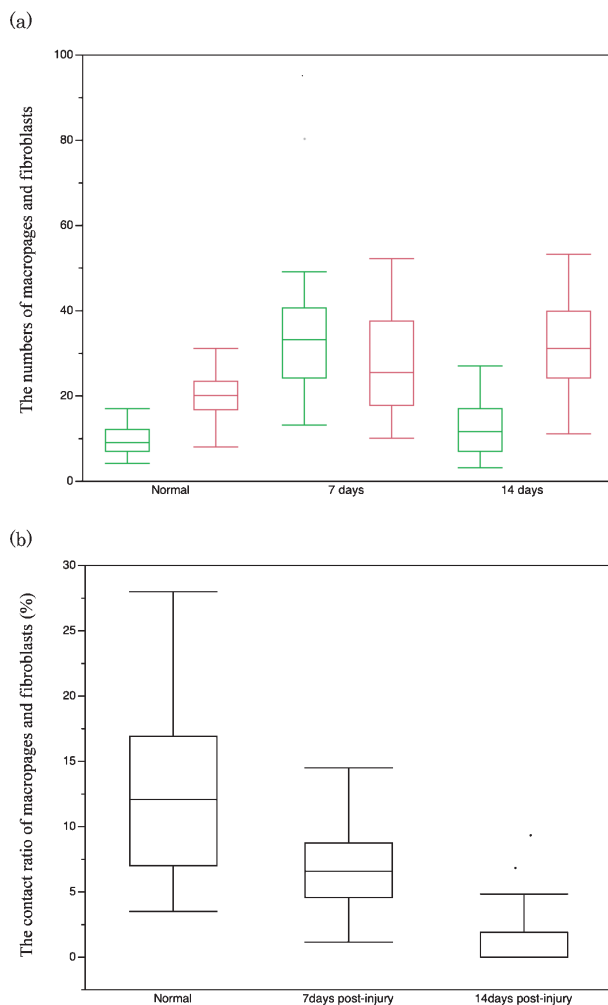 (a)
The numbers of macropages and fibroblasts
100
80
60
40
20
0
Normal
7 days
14 days
(b)
The contact ratio of macropages and fibroblasts (%)
30
25
20
15
10
5
0
Normal
7days post-injury
14days post-injury